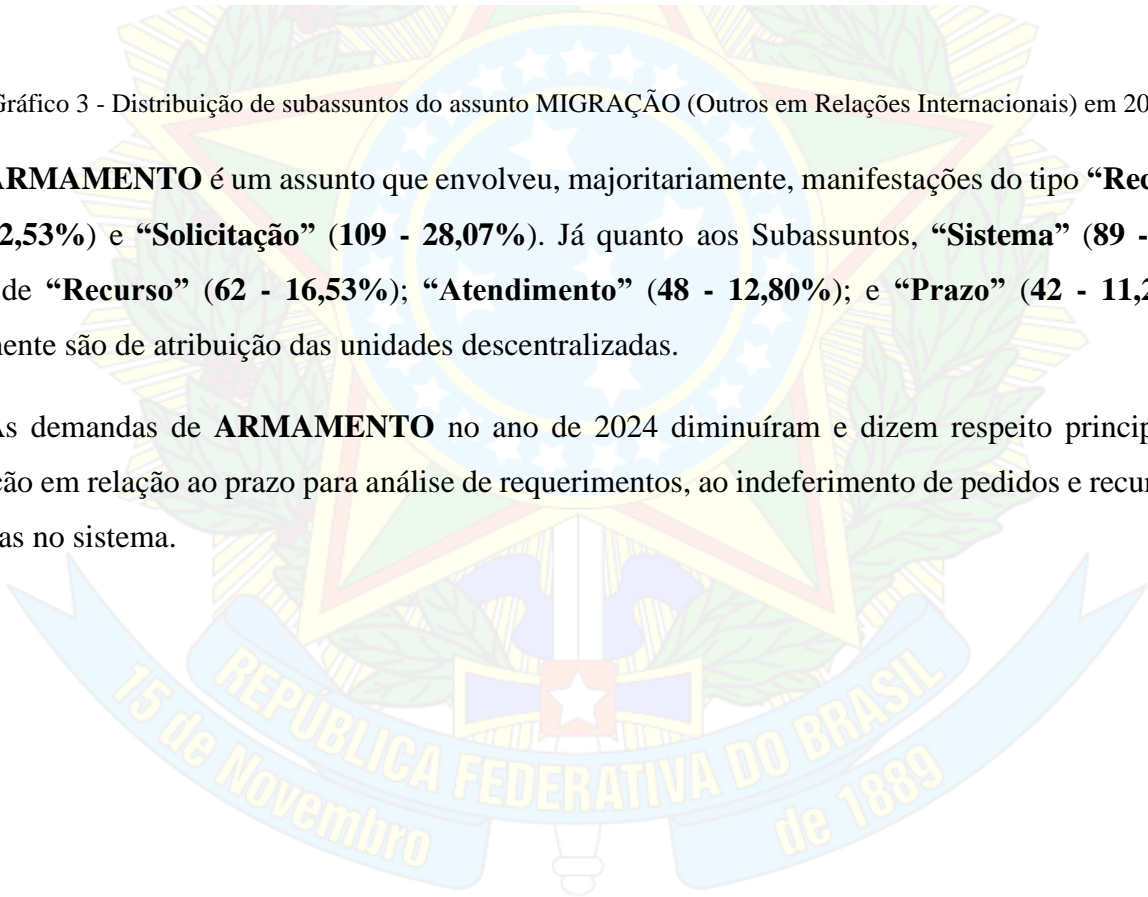 Gráfico 3 - Distribuição de subassuntos do assunto MIGRAÇÃO (Outros em Relações Internacionais) em 20
ARMAMENTO é um assunto que envolveu, majoritariamente, manifestações do tipo “Rec
2,53%) e “Solicitação” (109 - 28,07%). Já quanto aos Subassuntos, “Sistema” (89 -
de “Recurso” (62 - 16,53%); “Atendimento” (48 - 12,80%); e “Prazo” (42 - 11,2
mente são de atribuição das unidades descentralizadas.
As demandas de ARMAMENTO no ano de 2024 diminuíram e dizem respeito princip
ção em relação ao prazo para análise de requerimentos, ao indeferimento de pedidos e recur
as no sistema.
REPÚBLICA FEDERATIVA DO BRASIL
15 de Novembro de 1889